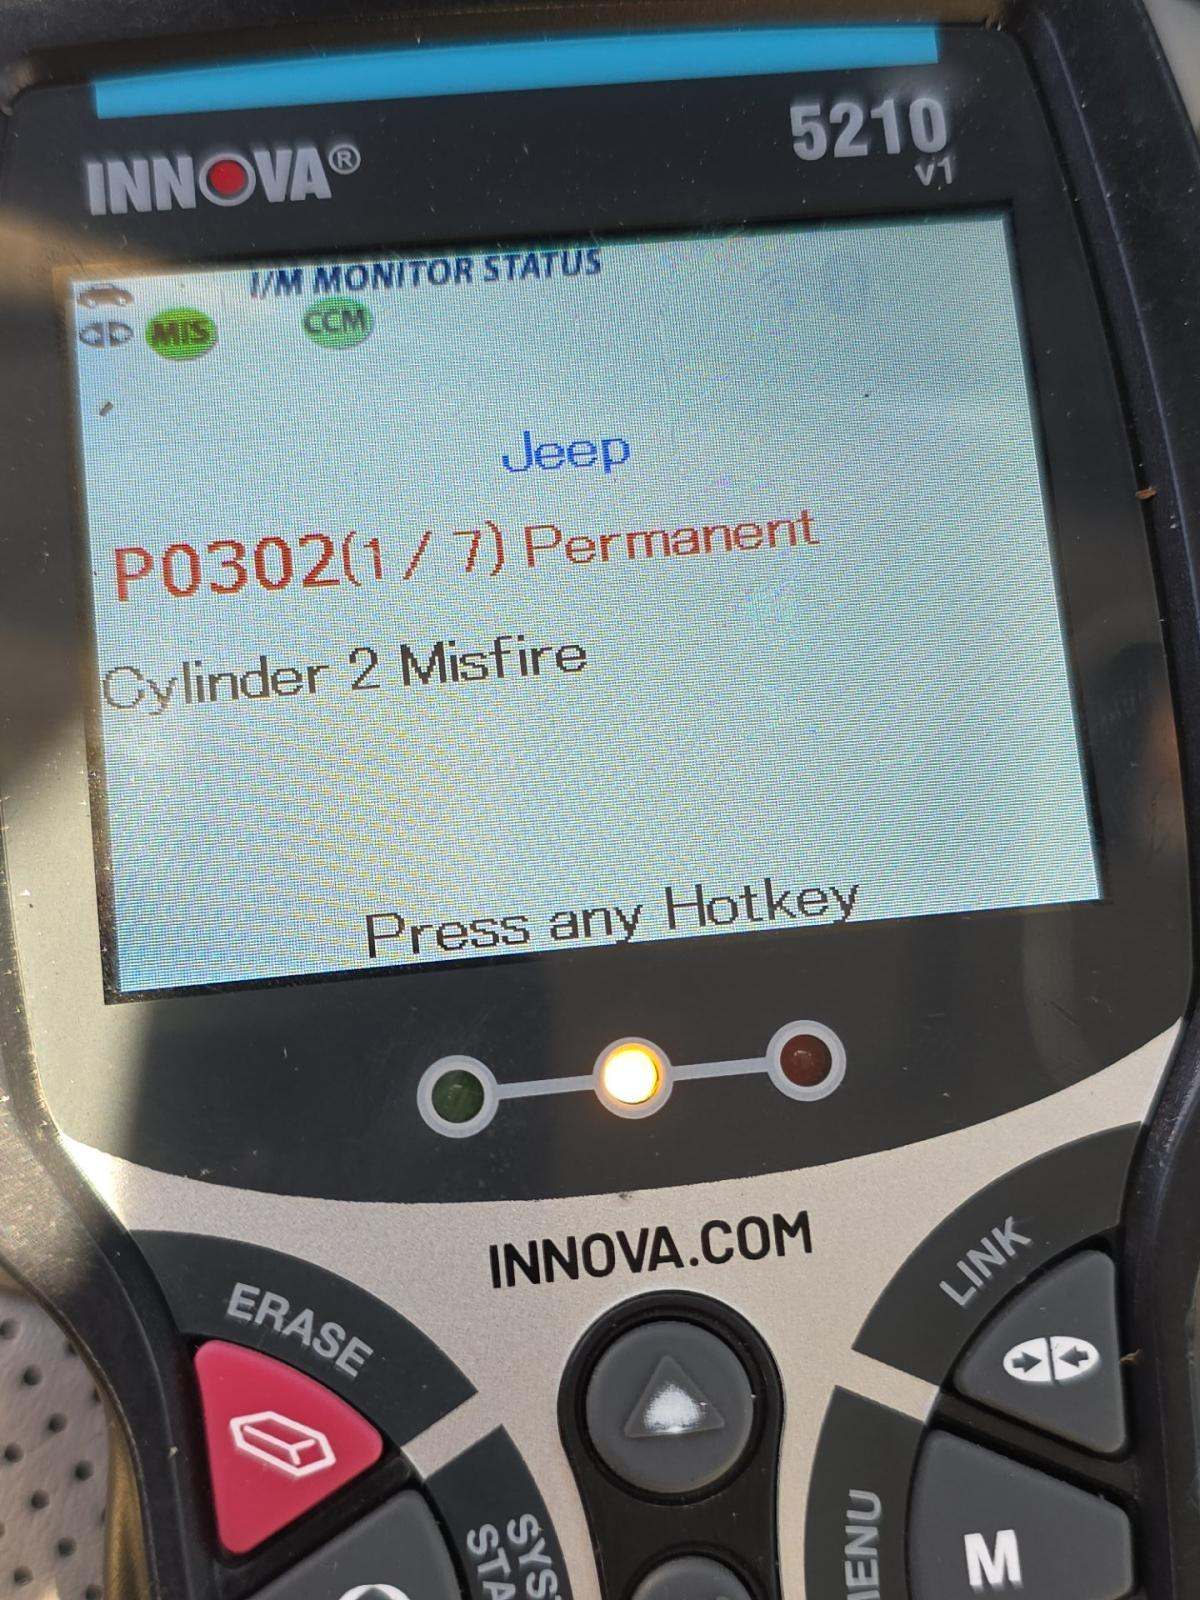 INNOVA®
5210
v1
I/M MONITOR STATUS
MIS CCM
Jeep
P0302(1 / 7) Permanent
Cylinder 2 Misfire
Press any Hotkey
INNOVA.COM
ERASE
LINK
M